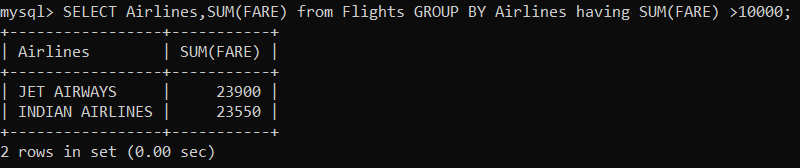 mysql> SELECT Airlines,SUM(FARE) from Flights GROUP BY Airlines having SUM(FARE) >10000;
+-----------------+-----------+
| Airlines        | SUM(FARE) |
+-----------------+-----------+
| JET AIRWAYS     |     23900 |
| INDIAN AIRLINES |     23550 |
+-----------------+-----------+
2 rows in set (0.00 sec)